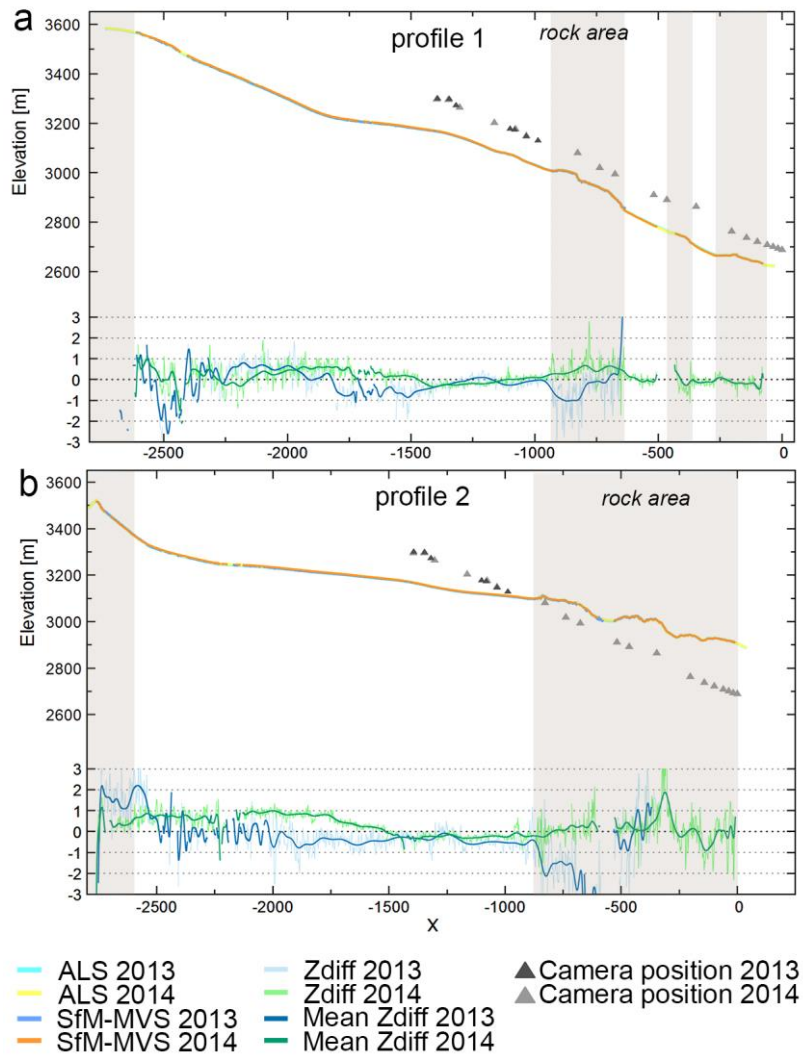 a
profile 1
rock area
Elevation [m]
3600
3400
3200
3000
2800
2600
3
2
1
0
-1
-2
-3
-2500 -2000 -1500 -1000 -500 0
b
profile 2
rock area
Elevation [m]
3600
3400
3200
3000
2800
2600
3
2
1
0
-1
-2
-3
-2500 -2000 -1500 -1000 -500 0
X
ALS 2013 Zdiff 2013 Camera position 2013
ALS 2014 Zdiff 2014 Camera position 2014
SfM-MVS 2013 Mean Zdiff 2013
SfM-MVS 2014 Mean Zdiff 2014